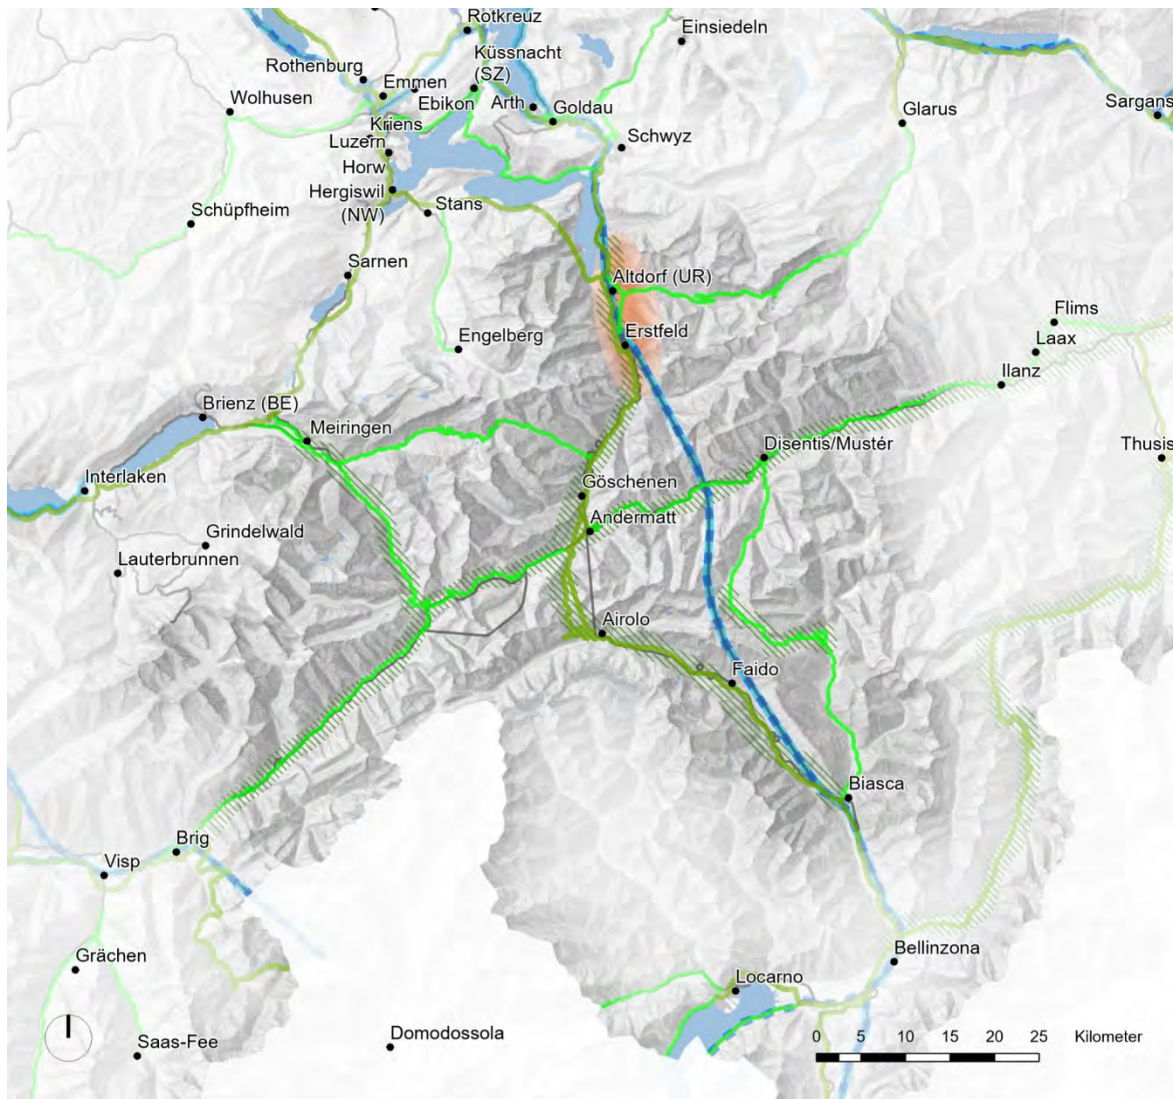 Rotkreuz
Einsiedeln
Küssnacht
(SZ)
Rothenburg
Emmen
Ebikon
Arth
Goldau
Wolhusen
Glarus
Sargans
Kriens
Luzern
Schwyz
Horw
Hergiswil
(NW)
Stans
Schüpfheim
Sarnen
Altdorf (UR)
Flims
Erstfeld
Engelberg
Laax
Ilanz
Brienz (BE)
Meiringen
Disentis/Mustér
Thusis
Interlaken
Göschenen
Andermatt
Grindelwald
Lauterbrunnen
Airolo
Faido
Biasca
Brig
Visp
Grächen
Bellinzona
Locarno
Domodossola
Saas-Fee
0 5 10 15 20 25 Kilometer